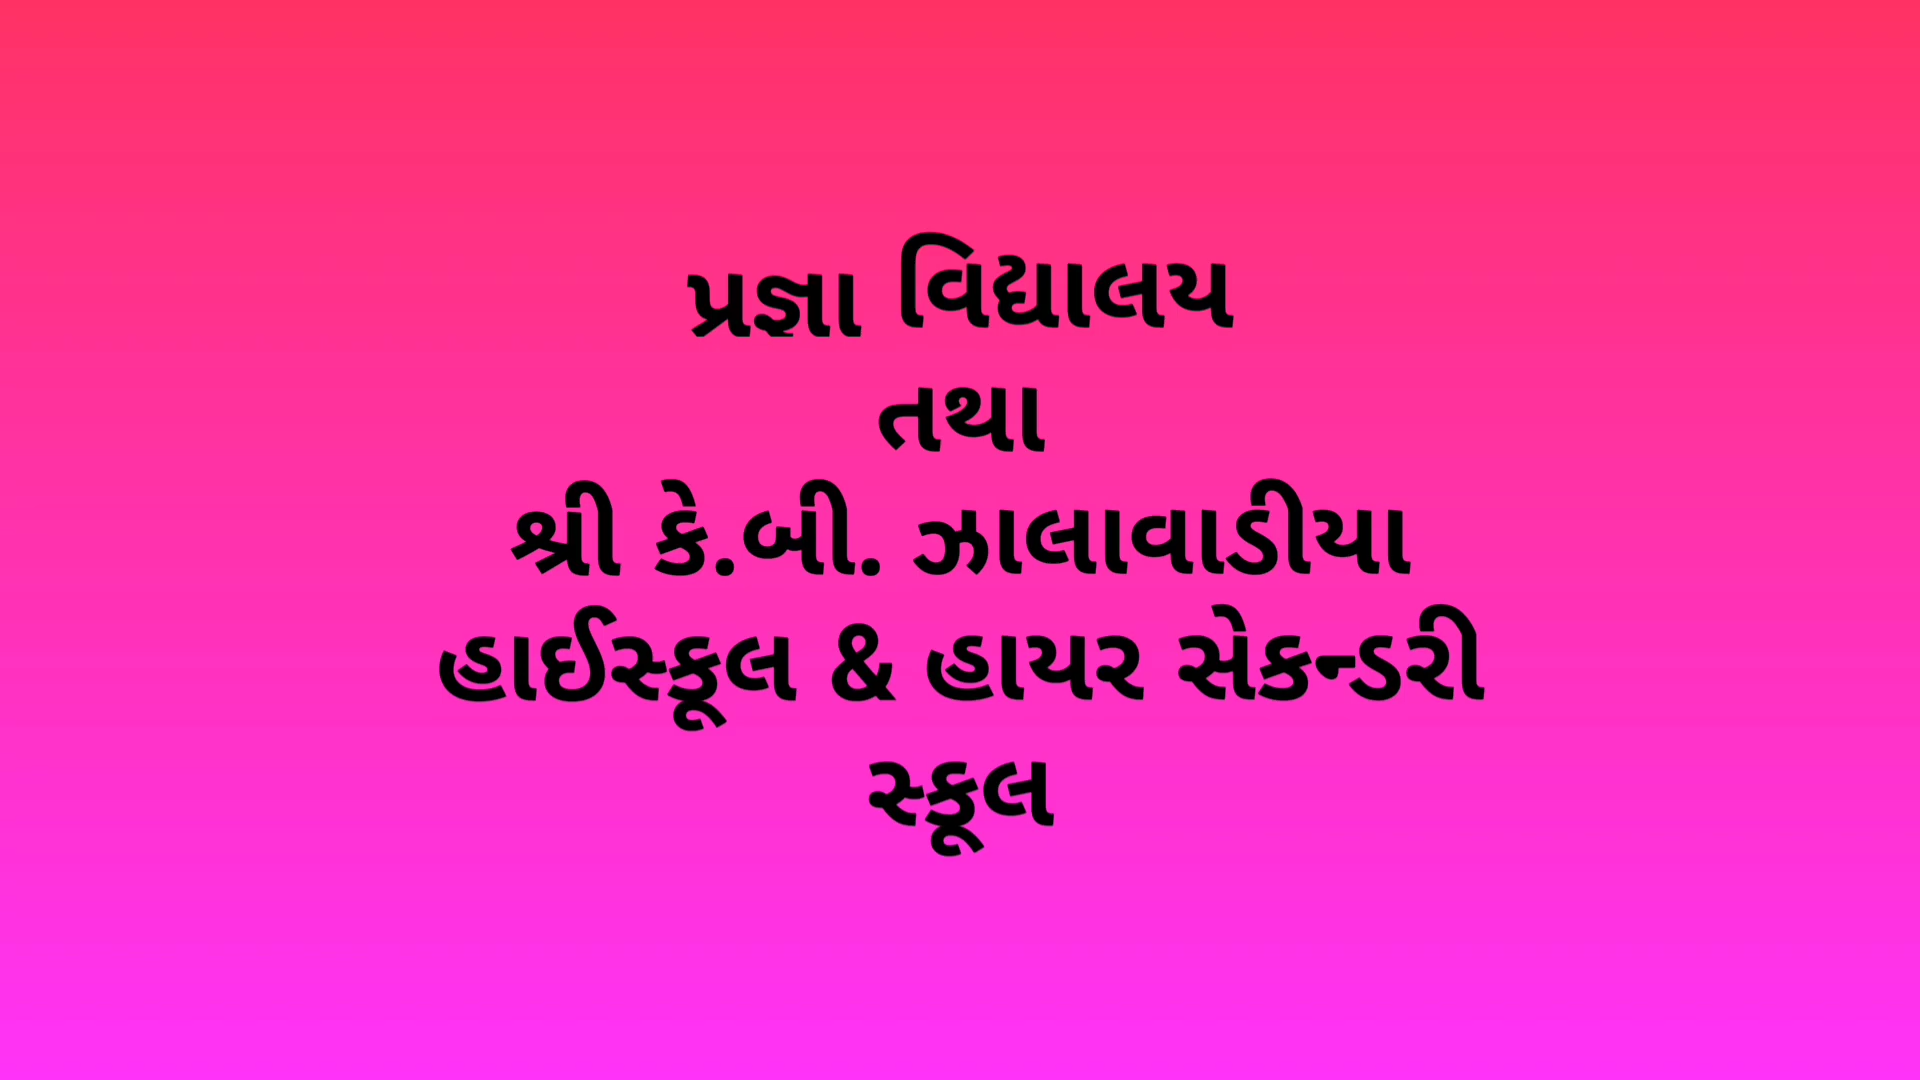 પ્રજ્ઞા વિદ્યાલય
તથા
શ્રી કે.બી. ઝાલાવાડીયા
હાઈસ્કૂલ & હાયર સેકન્ડરી
સ્કૂલ